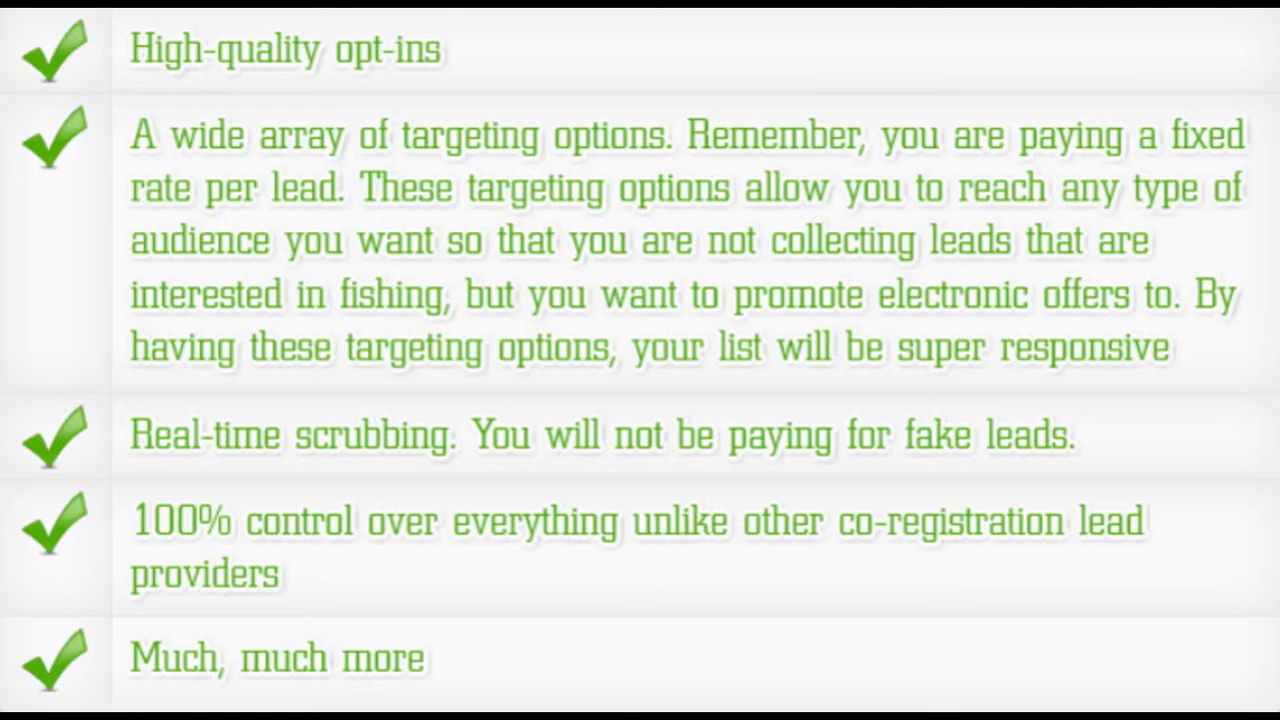 High-quality opt-ins
A wide array of targeting options. Remember, you are paying a fixed
rate per lead. These targeting options allow you to reach any type of
audience you want so that you are not collecting leads that are
interested in fishing, but you want to promote electronic offers to. By
having these targeting options, your list will be super responsive
Real-time scrubbing. You will not be paying for fake leads.
100% control over everything unlike other co-registration lead
providers
Much, much more